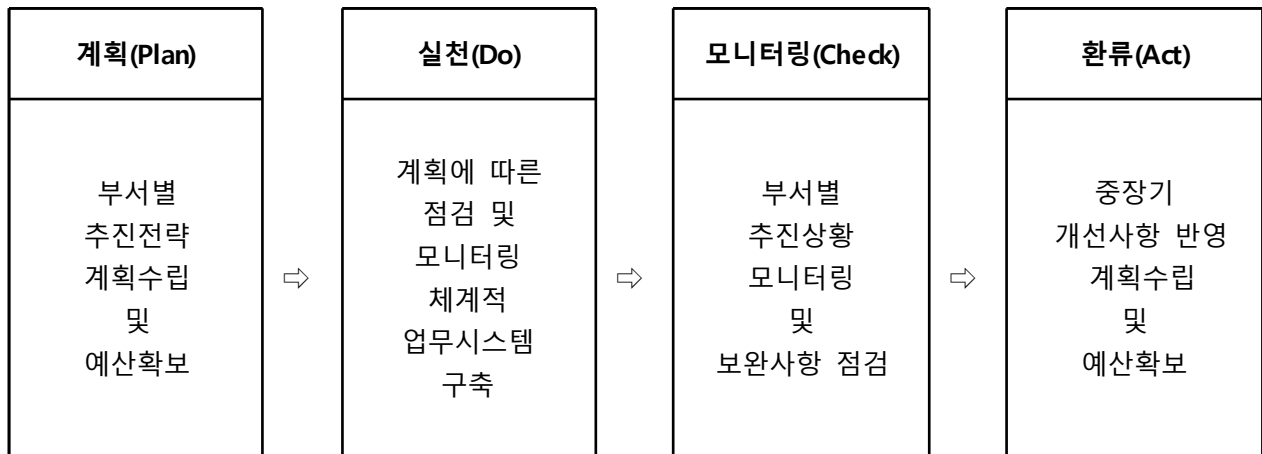 계획(Plan)
부서별
추진전략
계획수립
및
예산확보
⇨
실천(Do)
계획에 따른
점검 및
모니터링
체계적
업무시스템
구축
⇨
모니터링(Check)
부서별
추진상황
모니터링
및
보완사항 점검
⇨
환류(Act)
중장기
개선사항 반영
계획수립
및
예산확보